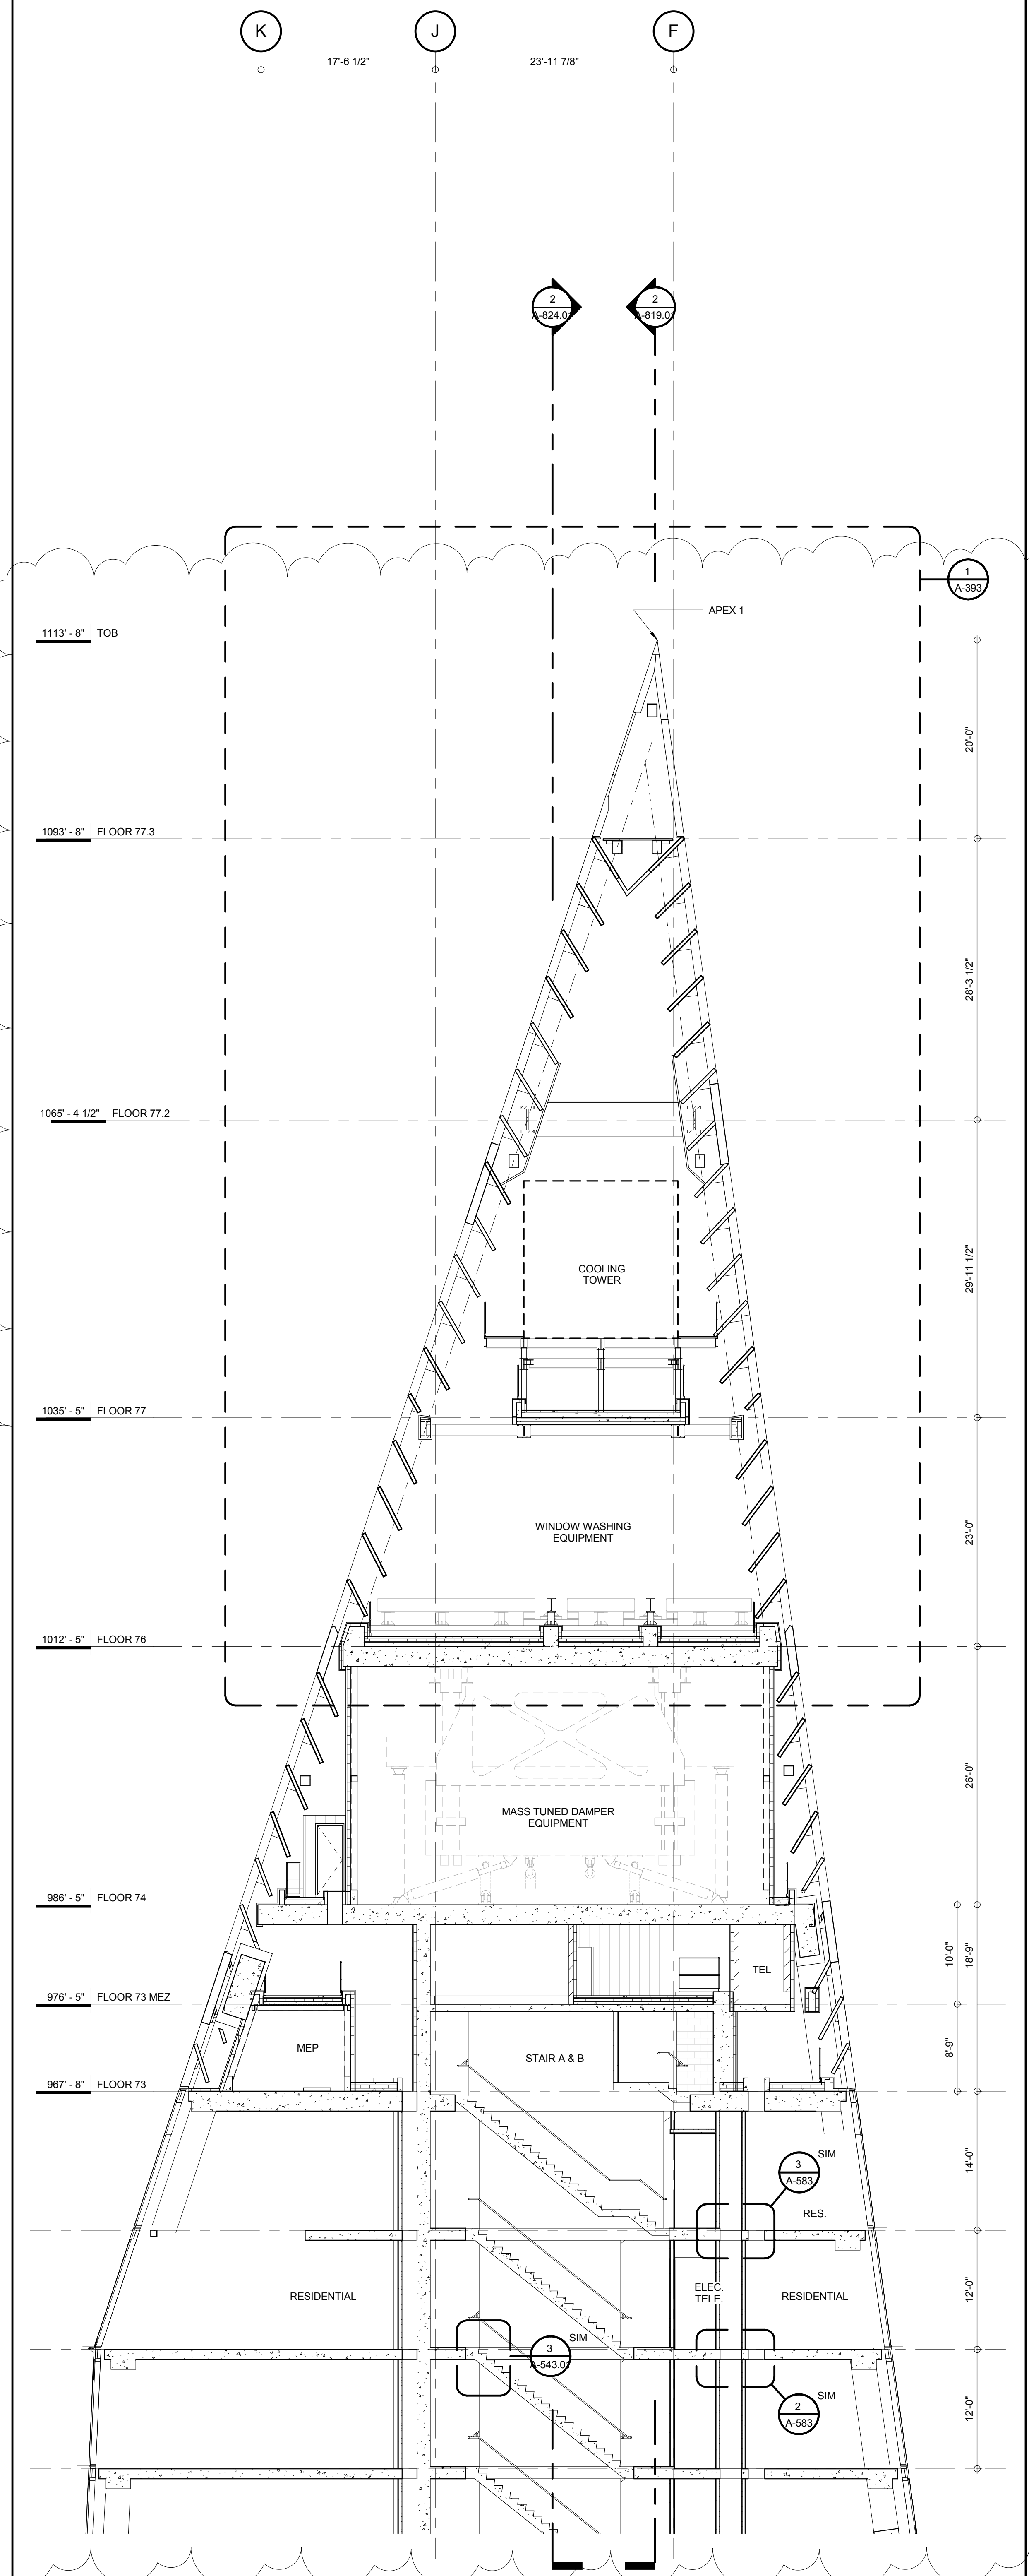 K
J
F
17'-6 1/2"
23'-11 7/8"
2
A-824.01
2
A-819.01
1
A-393
APEX 1
1113' - 8" TOB
20'-0"
1093' - 8" FLOOR 77.3
28'-3 1/2"
1065' - 4 1/2" FLOOR 77.2
29'-11 1/2"
COOLING
TOWER
1035' - 5" FLOOR 77
WINDOW WASHING
EQUIPMENT
23'-0"
1012' - 5" FLOOR 76
26'-0"
MASS TUNED DAMPER
EQUIPMENT
986' - 5" FLOOR 74
10'-0"
18'-9"
TEL
976' - 5" FLOOR 73 MEZ
MEP
STAIR A & B
8'-9"
967' - 8" FLOOR 73
SIM
3
A-583
14'-0"
RES.
RESIDENTIAL
ELEC.
TELE.
RESIDENTIAL
12'-0"
SIM
3
A-543.01
SIM
2
A-583
12'-0"